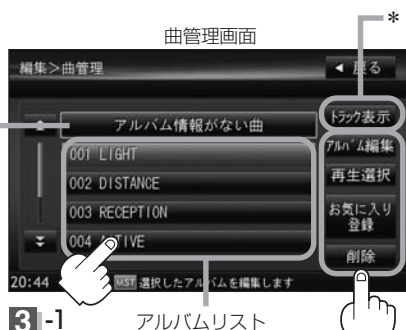 曲管理画面
*
編集>曲管理
◀ 戻る
アルバム情報がない曲
トラック表示
001 LIGHT
アルバム編集
002 DISTANCE
再生選択
003 RECEPTION
お気に入り
登録
004 ACTIVE
削除
20:44
MST 選択したアルバムを編集します
3-1
アルバムリスト